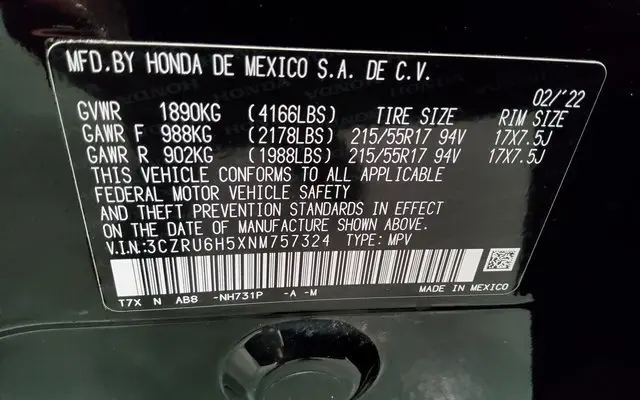 MFD.BY HONDA DE MEXICO S.A. DE C.V.
02/'22
GVWR 1890KG (4166LBS) TIRE SIZE RIM SIZE
GAWR F 988KG (2178LBS) 215/55R17 94V 17X7.5J
GAWR R 902KG (1988LBS) 215/55R17 94V 17X7.5J
THIS VEHICLE CONFORMS TO ALL APPLICABLE
FEDERAL MOTOR VEHICLE SAFETY
AND THEFT PREVENTION STANDARDS IN EFFECT
ON THE DATE OF MANUFACTURE SHOWN ABOVE.
V.I.N:3CZRU6H5XNM757324 TYPE: MPV
T7X N AB8 -NH731P -A -M MADE IN MEXICO